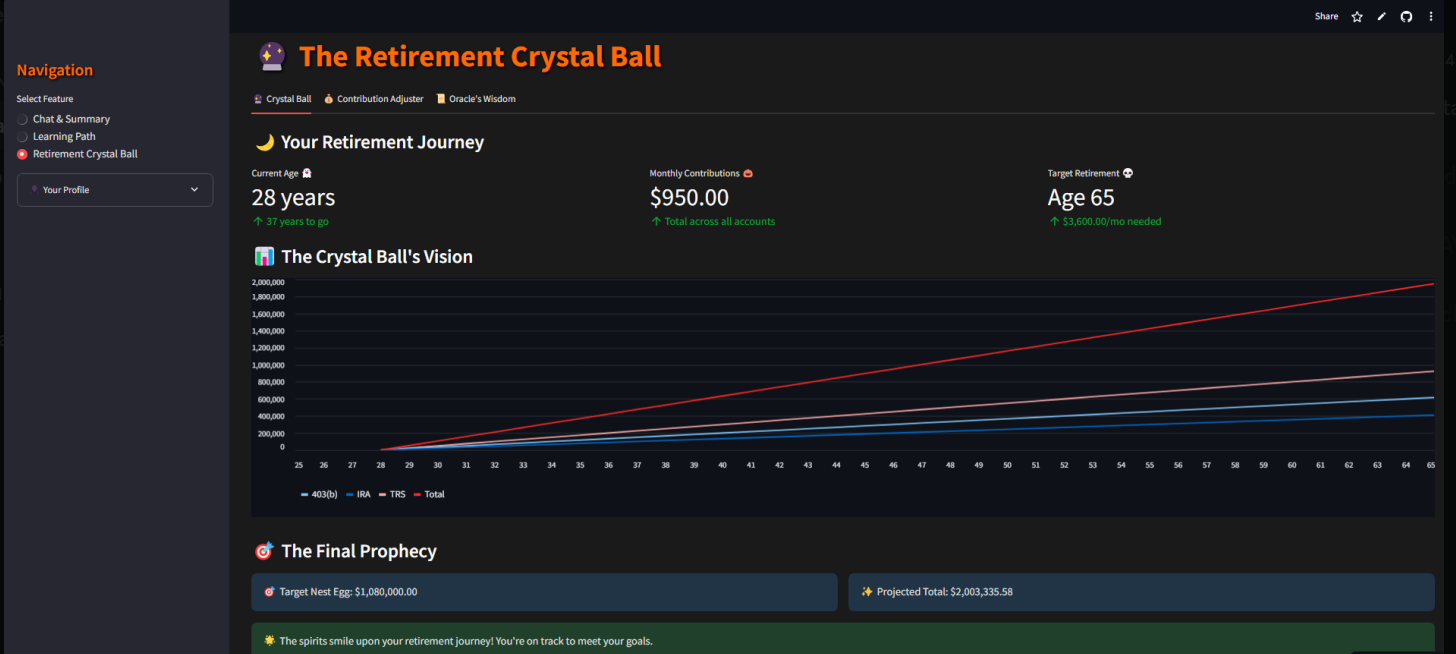 Share
Navigation
Select Feature
Chat & Summary
Learning Path
Retirement Crystal Ball
Your Profile
The Retirement Crystal Ball
Crystal Ball Contribution Adjuster Oracle's Wisdom
Your Retirement Journey
Current Age Monthly Contributions Target Retirement
28 years $950.00 Age 65
37 years to go Total across all accounts $3,600.00/mo needed
The Crystal Ball's Vision
2,000,000
1,800,000
1,600,000
1,400,000
1,200,000
1,000,000
800,000
600,000
400,000
200,000
0
25 26 27 28 29 30 31 32 33 34 35 36 37 38 39 40 41 42 43 44 45 46 47 48 49 50 51 52 53 54 55 56 57 58 59 60 61 62 63 64 65
403(b) IRA TRS Total
The Final Prophecy
Target Nest Egg: $1,080,000.00 Projected Total: $2,003,335.58
The spirits smile upon your retirement journey! You're on track to meet your goals.